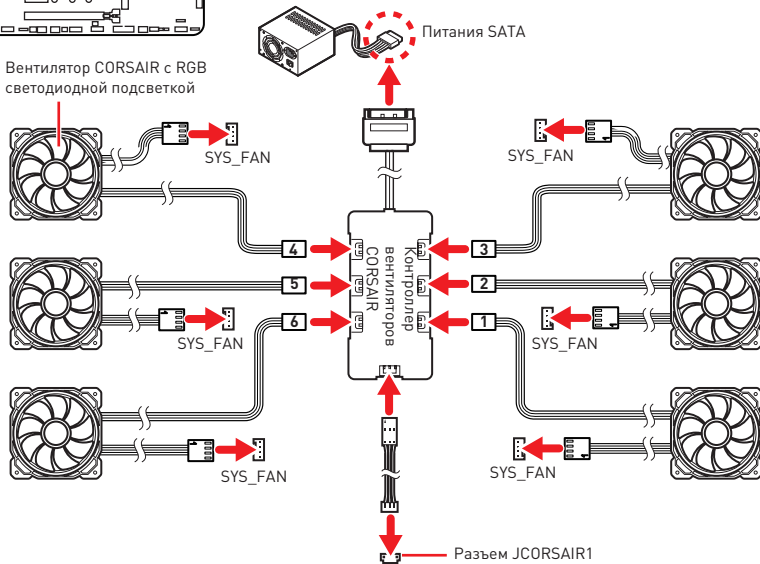 Питания SATA
Вентилятор CORSAIR с RGB
светодиодной подсветкой
SYS_FAN
SYS_FAN
4
3
5
2
6
1
Контроллер
вентиляторов
CORSAIR
SYS_FAN
SYS_FAN
SYS_FAN
SYS_FAN
Разъем JCORSAIR1